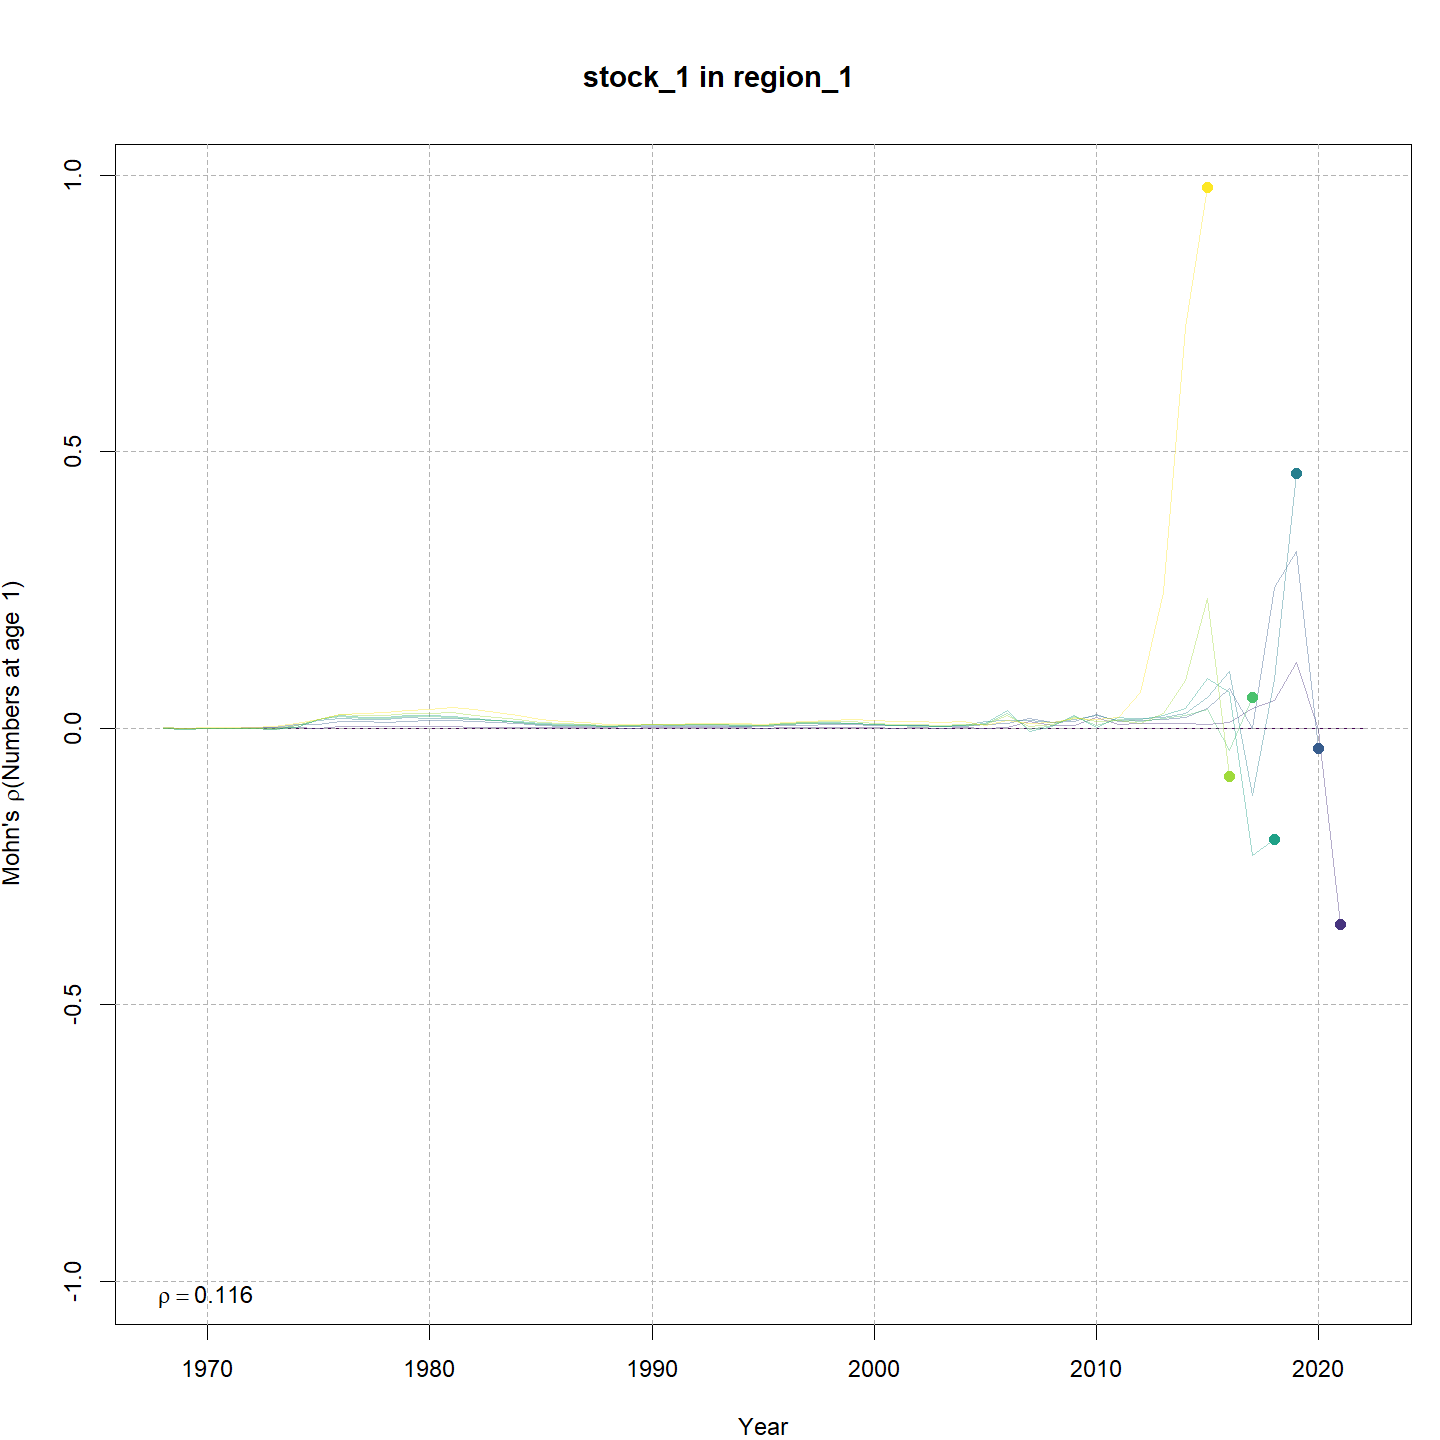 stock_1 in region_1
Mohn's ρ(Numbers at age 1)
1.0
0.5
0.0
-0.5
-1.0
ρ = 0.116
1970 1980 1990 2000 2010 2020
Year